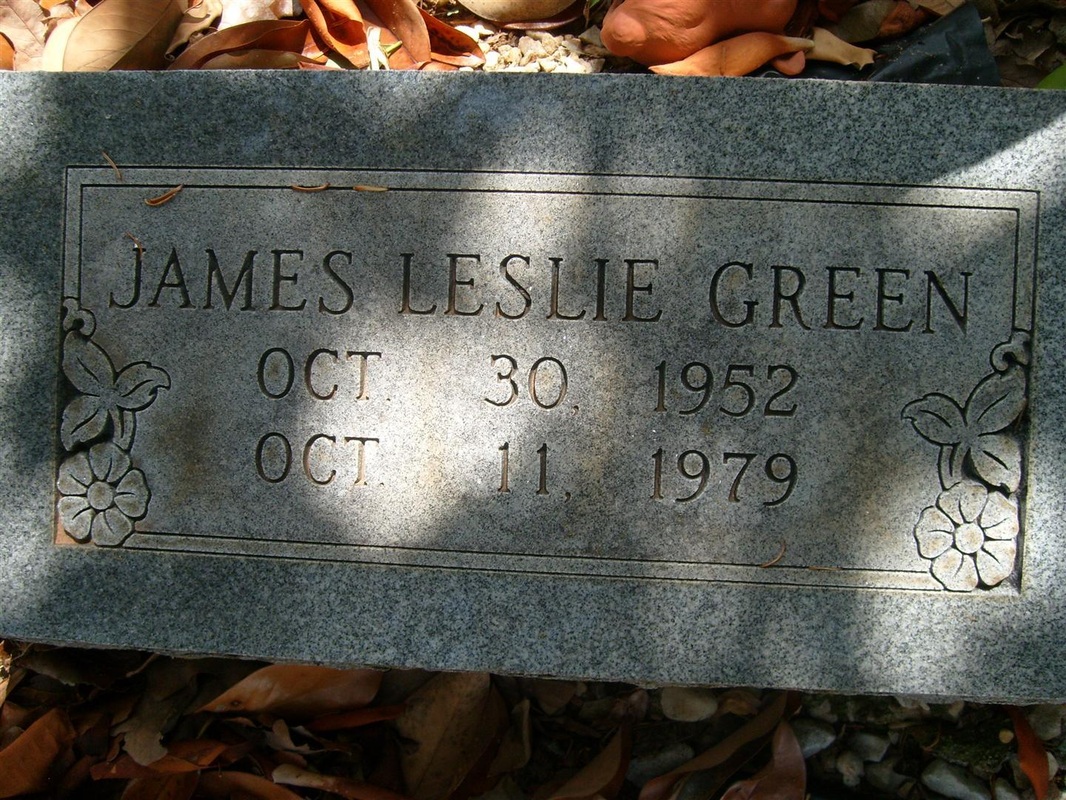 JAMES LESLIE GREEN
OCT. 30, 1952
OCT. 11, 1979